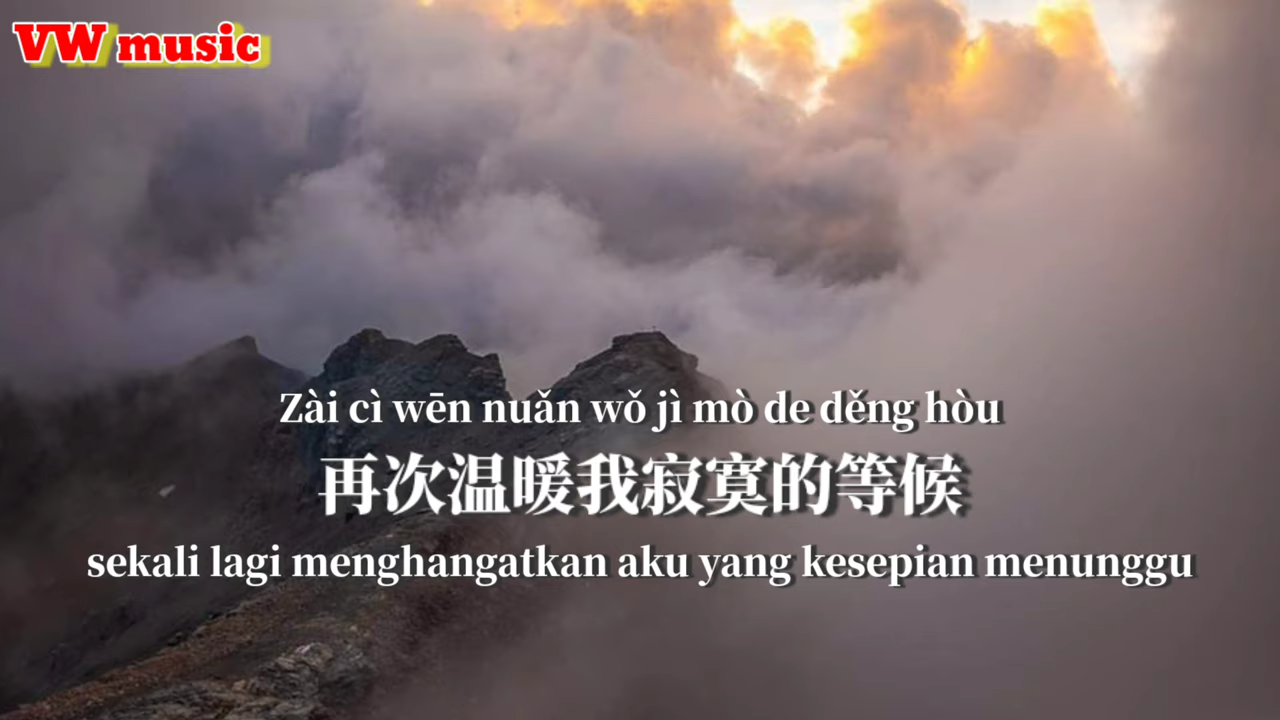 VW music
Zài cì wēn nuǎn wǒ jì mò de děng hòu
再次温暖我寂寞的等候
sekali lagi menghangatkan aku yang kesepian menunggu